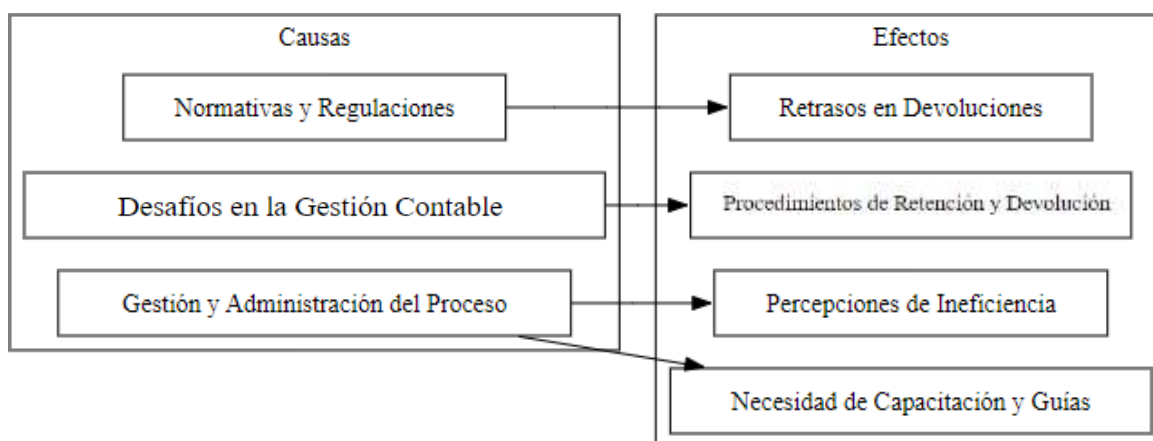 Causas
Normativas y Regulaciones
Desafíos en la Gestión Contable
Gestión y Administración del Proceso
Efectos
Retrasos en Devoluciones
Procedimientos de Retención y Devolución
Percepciones de Ineficiencia
Necesidad de Capacitación y Guías